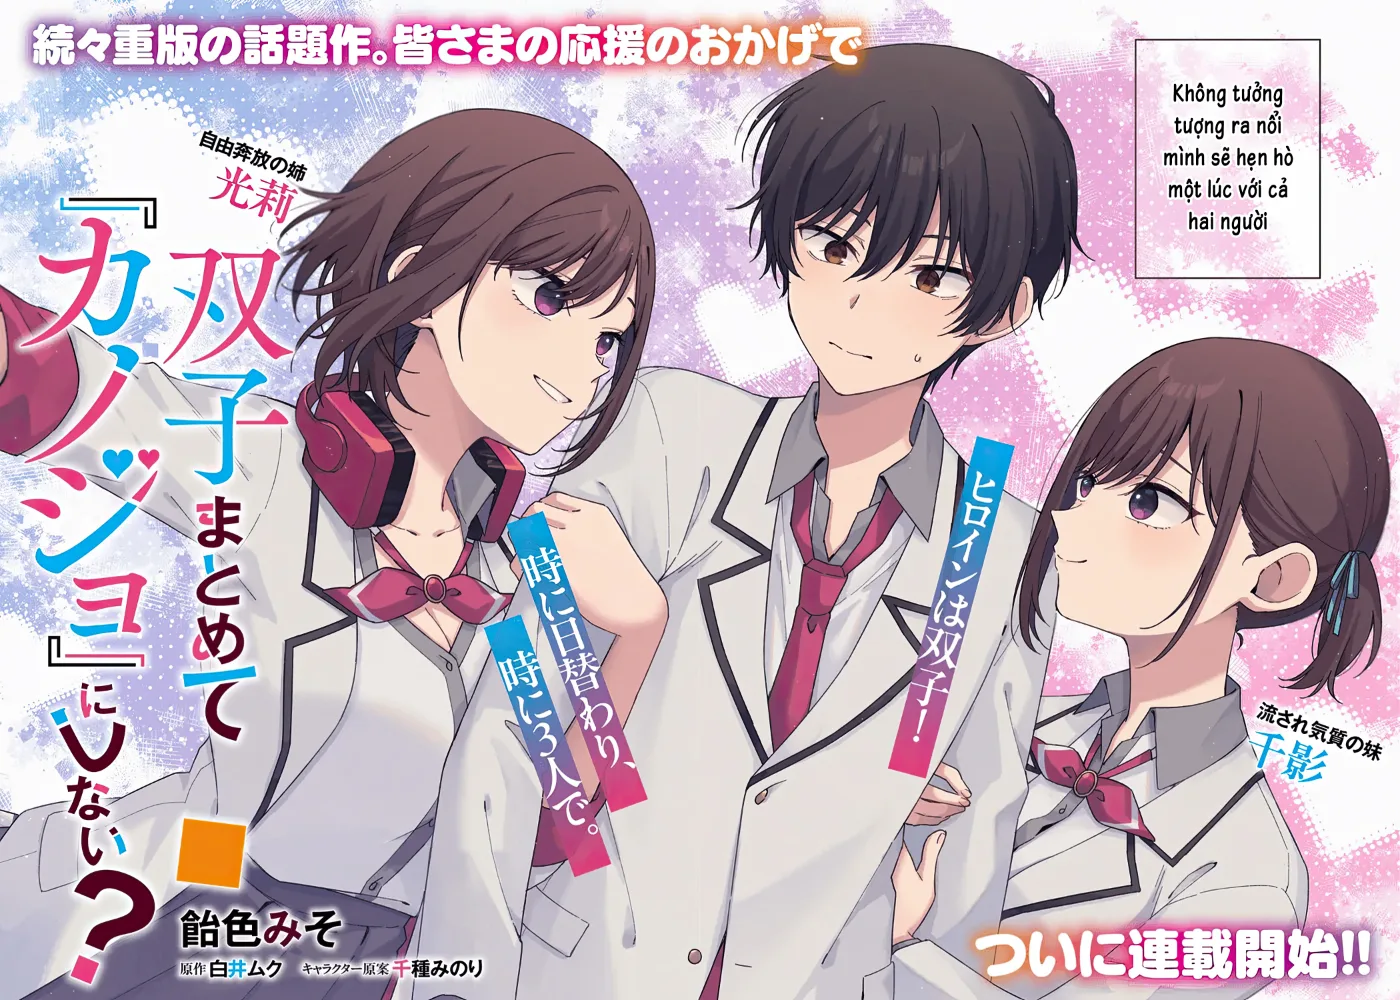 続々重版の話題作。皆さまの応援のおかげで
Không tưởng
tượng ra nổi
mình sẽ hẹn hò
một lúc với cả
hai người
自由奔放の姉
光莉
双子まとめて
『カノジョ』にしない?
ヒロインは双子!
時に日替わり、
時に3人で。
流され気質の妹
千影
飴色みそ
原作 白井ムク キャラクター原案 千種みのり
ついに連載開始!!